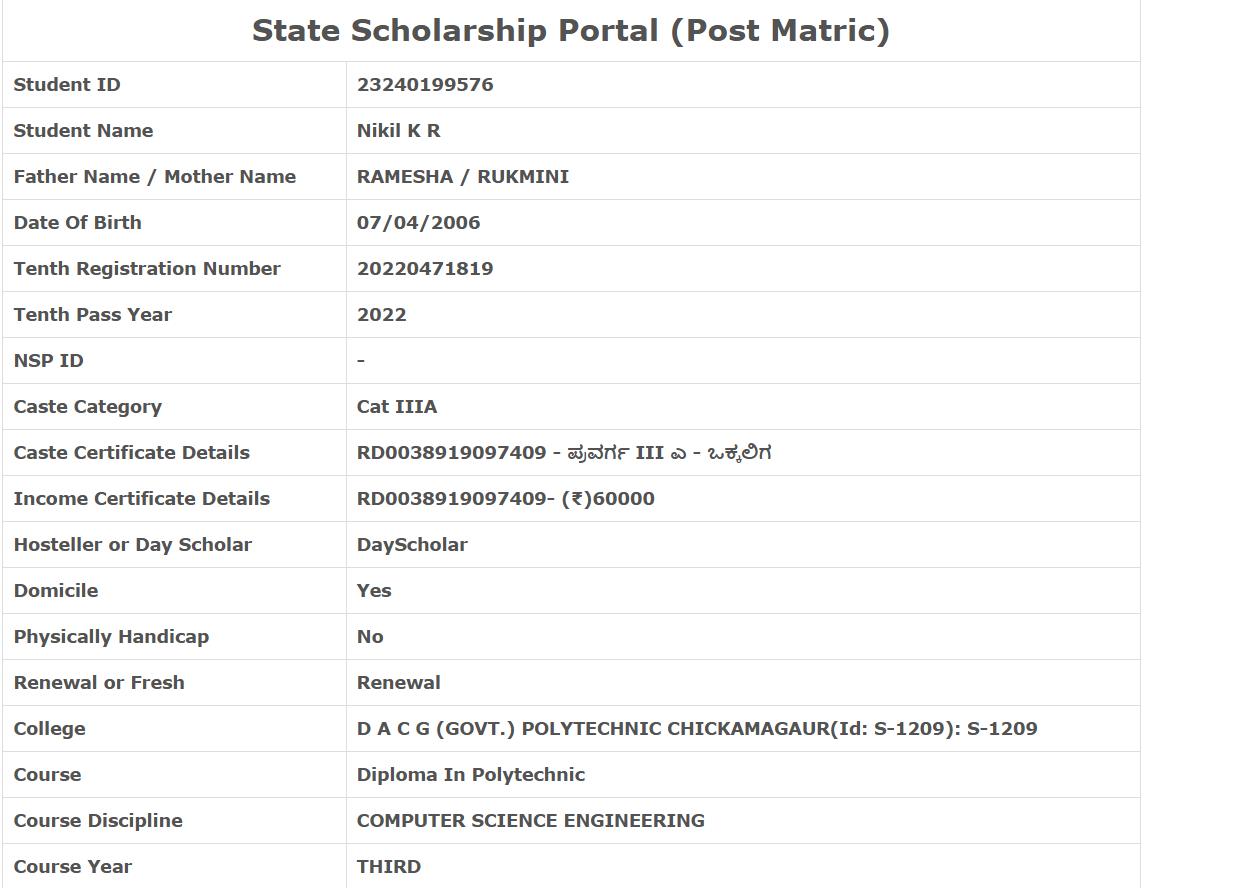 State Scholarship Portal (Post Matric)
Student ID 23240199576
Student Name Nikil K R
Father Name / Mother Name RAMESHA / RUKMINI
Date Of Birth 07/04/2006
Tenth Registration Number 20220471819
Tenth Pass Year 2022
NSP ID -
Caste Category Cat IIIA
Caste Certificate Details RD0038919097409 - ಪ್ರವರ್ಗ III ಎ - ಒಕ್ಕಲಿಗ
Income Certificate Details RD0038919097409- (₹)60000
Hosteller or Day Scholar DayScholar
Domicile Yes
Physically Handicap No
Renewal or Fresh Renewal
College D A C G (GOVT.) POLYTECHNIC CHICKAMAGAUR(Id: S-1209): S-1209
Course Diploma In Polytechnic
Course Discipline COMPUTER SCIENCE ENGINEERING
Course Year THIRD